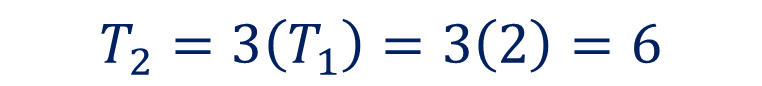 T₂ = 3(T₁) = 3(2) = 6